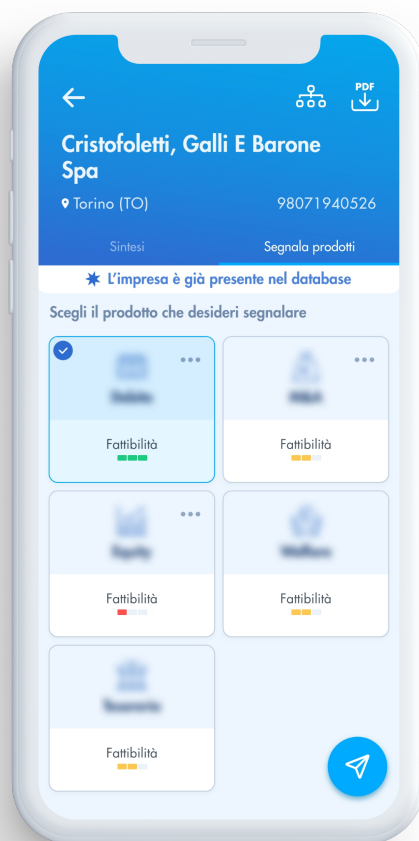 PDF
Cristofoletti, Galli E Barone
Spa
Torino (TO)
98071940526
Sintesi
Segnala prodotti
L'impresa è già presente nel database
Scegli il prodotto che desideri segnalare
Fattibilità
Fattibilità
Fattibilità
Fattibilità
Fattibilità